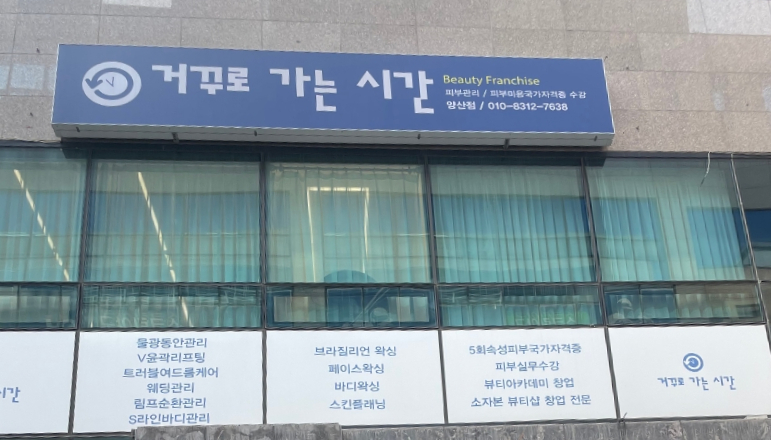 거꾸로 가는 시간
Beauty Franchise
피부관리 / 피부미용국가자격증 수강
양산점 / 010-8312-7638
물광동안관리
V윤곽리프팅
트러블여드름케어
웨딩관리
림프순환관리
S라인바디관리
브라질리언 왁싱
페이스왁싱
바디왁싱
스킨플래닝
5회속성피부국가자격증
피부실무수강
뷰티아카데미 창업
소자본 뷰티샵 창업 전문
거꾸로 가는 시간
시간